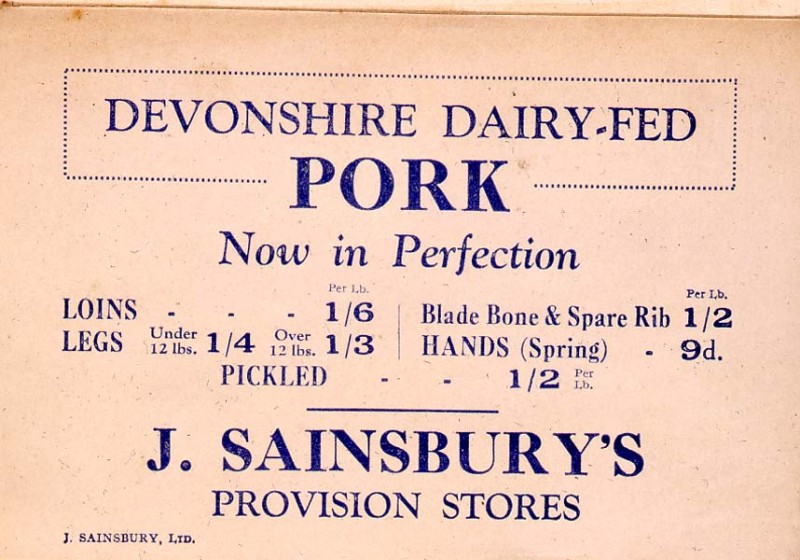 DEVONSHIRE DAIRY-FED
PORK
Now in Perfection
Per Lb.
LOINS - - - 1/6
LEGS Under 12 lbs. 1/4 Over 12 lbs. 1/3
Per Lb.
Blade Bone & Spare Rib 1/2
HANDS (Spring) - 9d.
PICKLED - - 1/2 Per Lb.
J. SAINSBURY'S
PROVISION STORES
J. SAINSBURY, LTD.